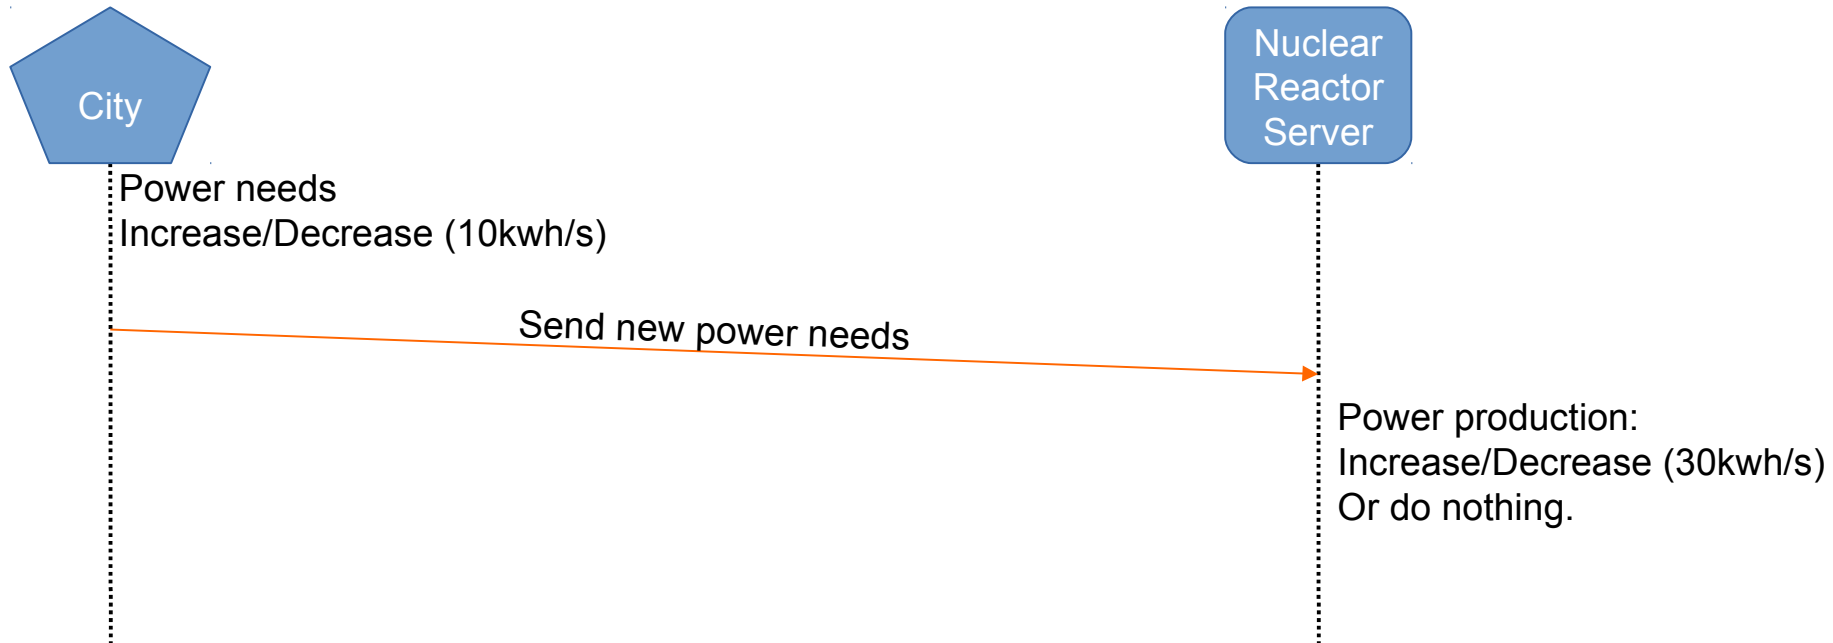 City
Nuclear
Reactor
Server
Power needs
Increase/Decrease (10kwh/s)
Send new power needs
Power production:
Increase/Decrease (30kwh/s)
Or do nothing.